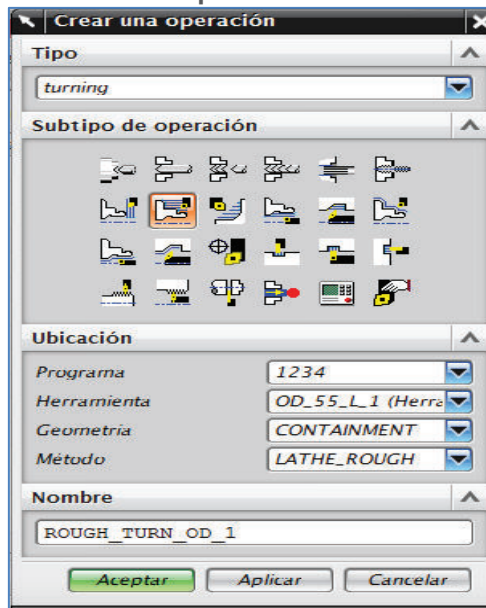 Crear una operación
Tipo
turning
Subtipo de operación
Ubicación
Programa 1234
Herramienta OD_55_L_1 (Herra
Geometría CONTAINMENT
Método LATHE_ROUGH
Nombre
ROUGH_TURN_OD_1
Aceptar Aplicar Cancelar